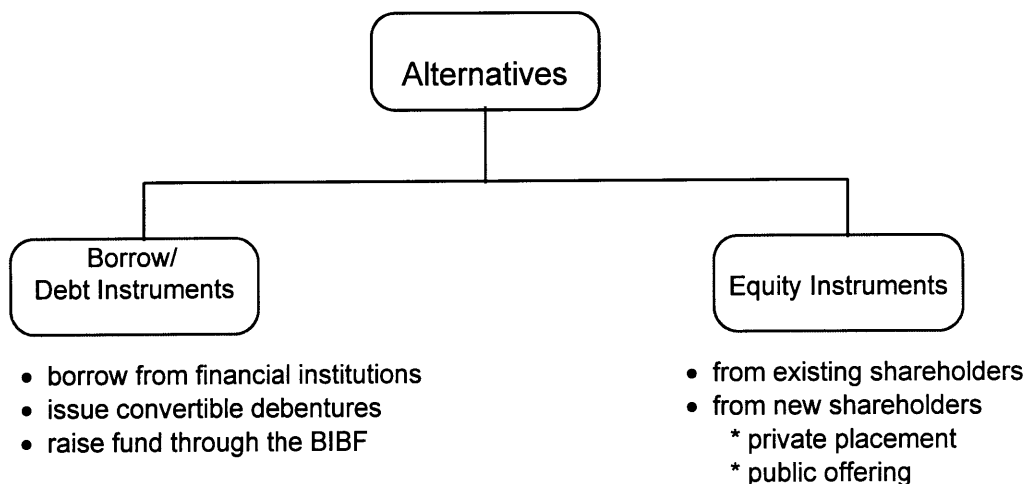 Alternatives
Borrow/
Debt Instruments
• borrow from financial institutions
• issue convertible debentures
• raise fund through the BIBF
Equity Instruments
• from existing shareholders
• from new shareholders
* private placement
* public offering